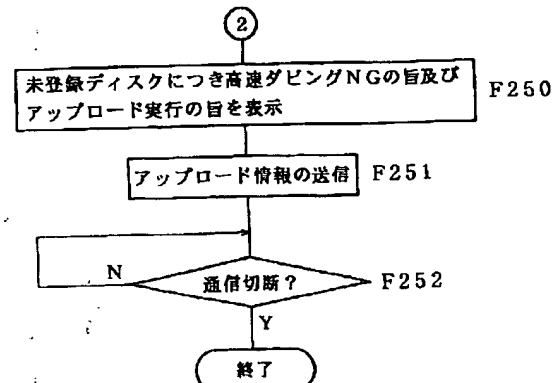 2
未登録ディスクにつき高速ダビングNGの旨及び
アップロード実行の旨を表示
F250
アップロード情報の送信
F251
N
通信切断?
F252
Y
終了